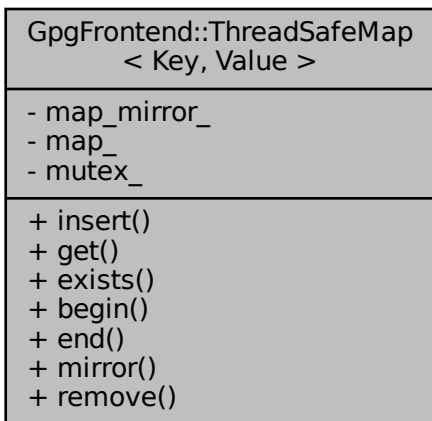 GpgFrontend::ThreadSafeMap
< Key, Value >
- map_mirror_
- map_
- mutex_
+ insert()
+ get()
+ exists()
+ begin()
+ end()
+ mirror()
+ remove()